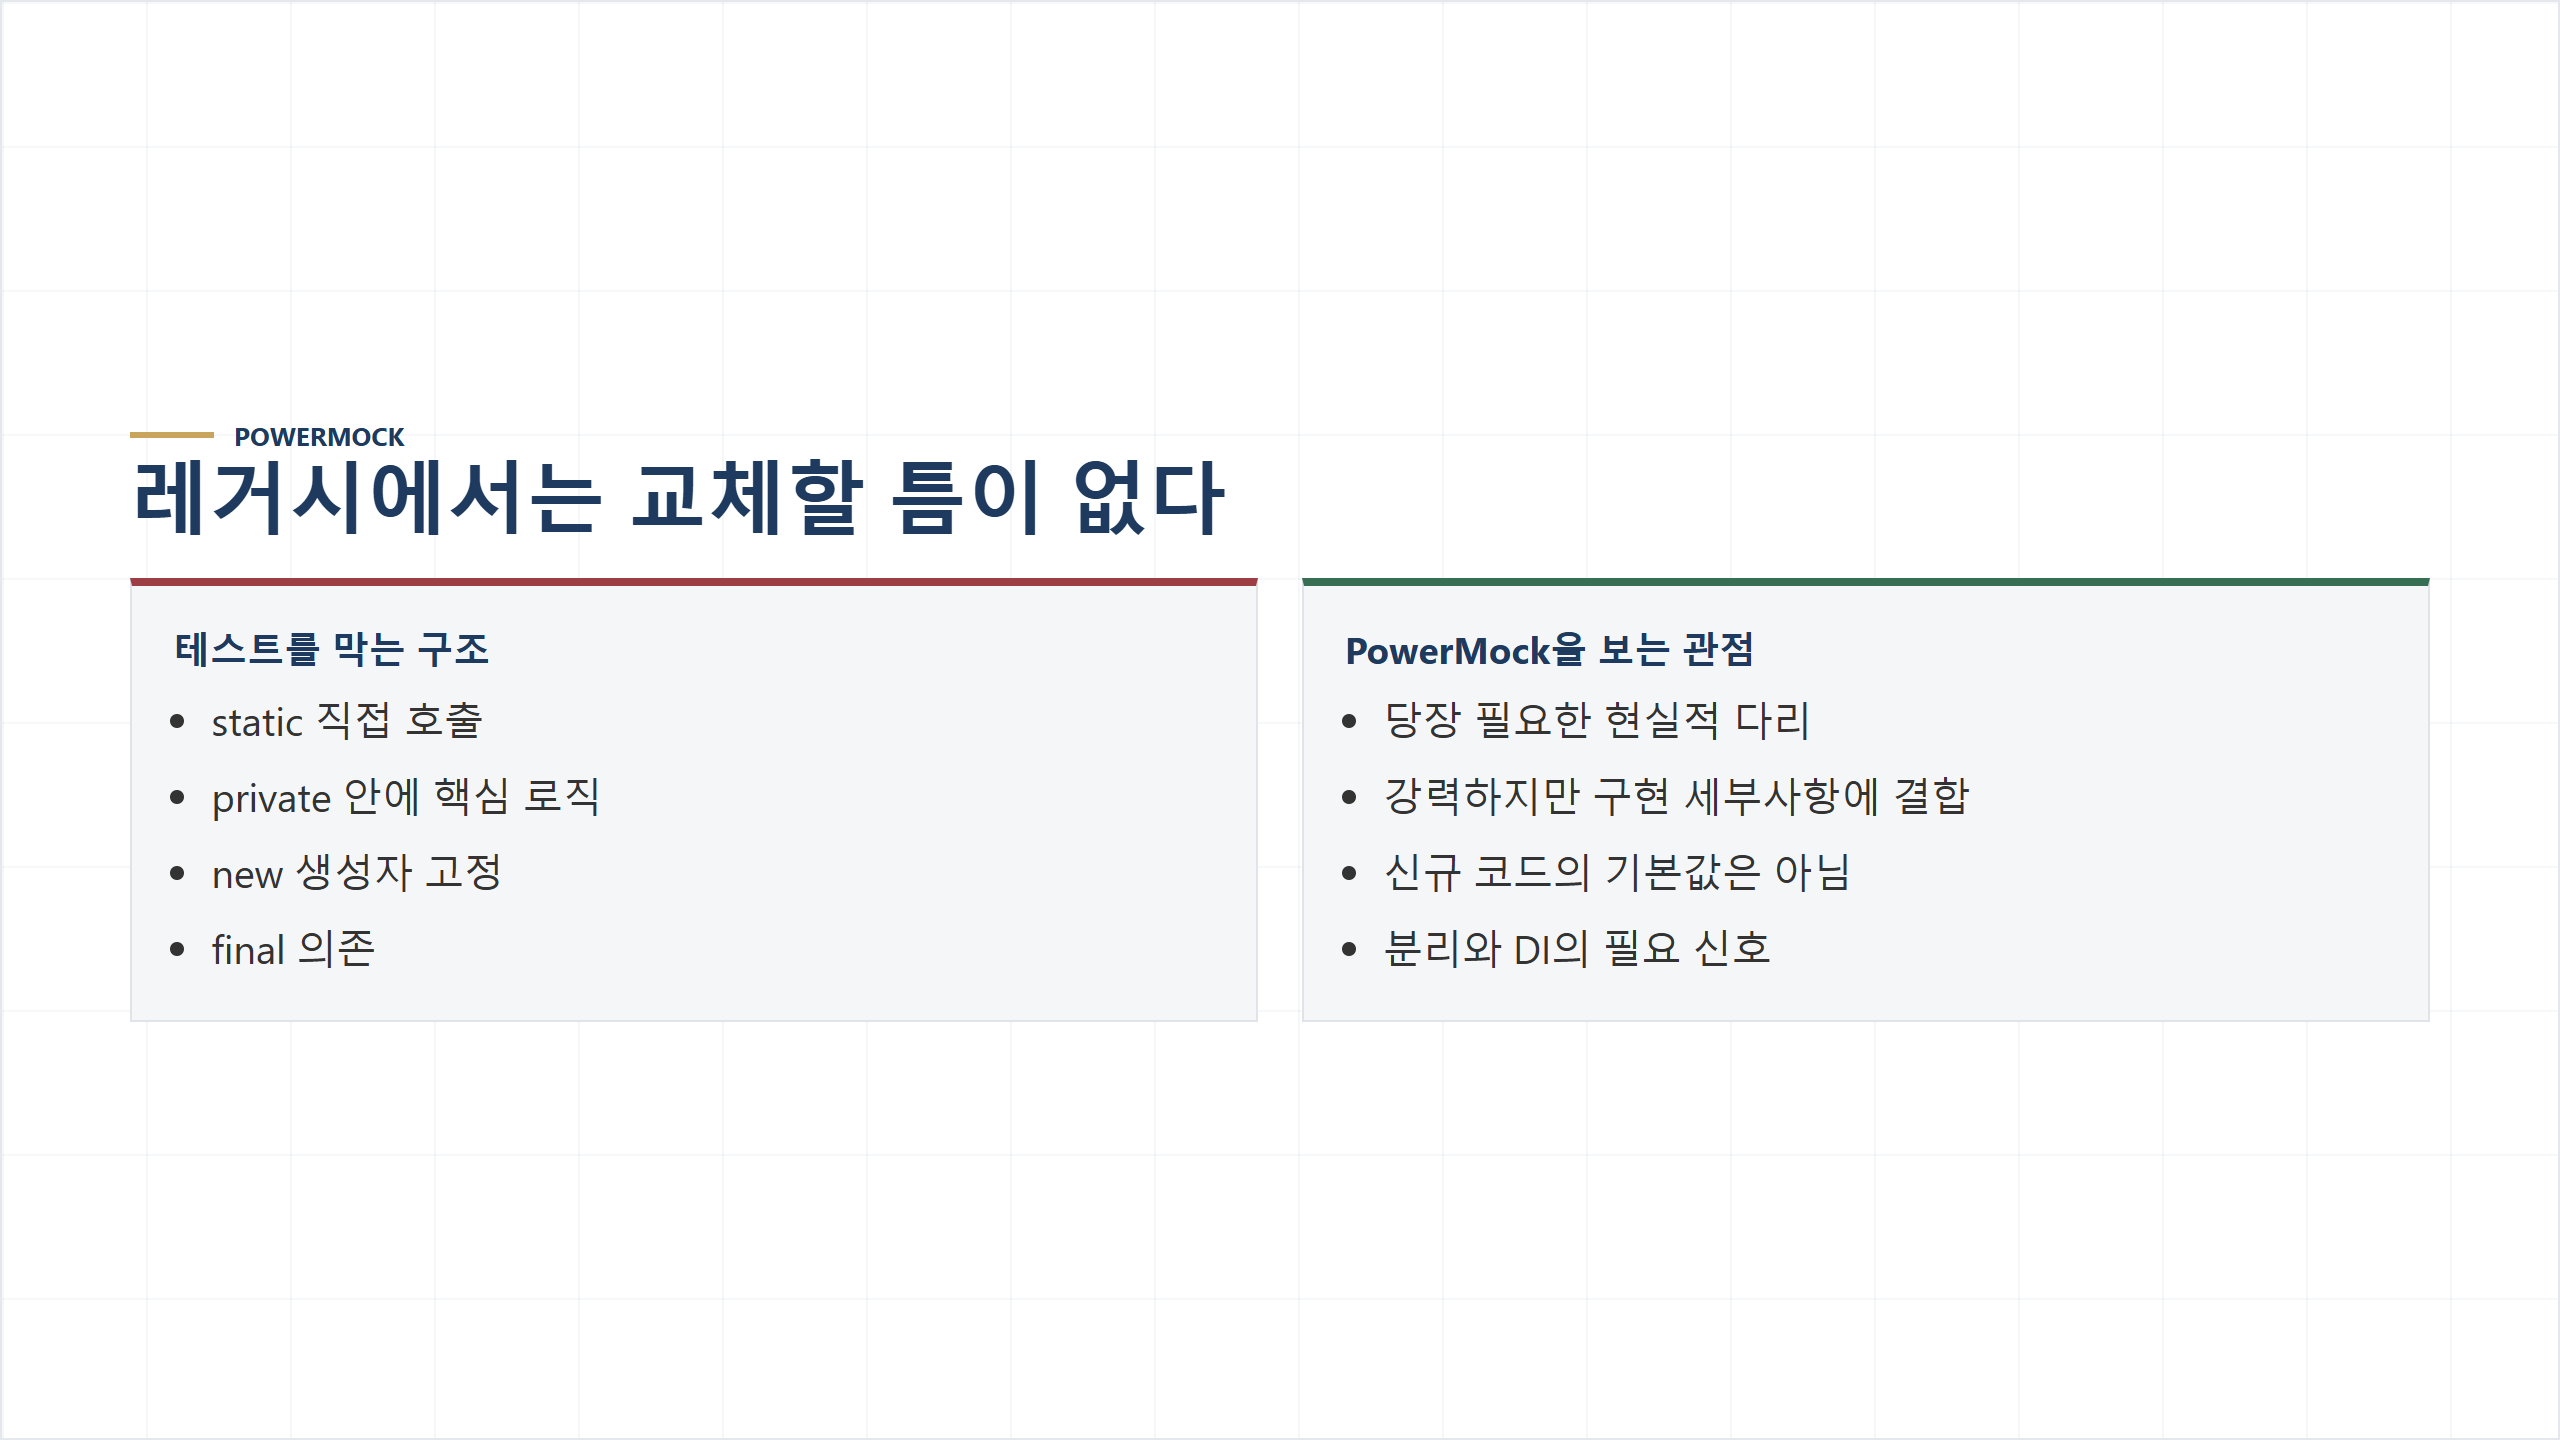 POWERMOCK
레거시에서는 교체할 틈이 없다
테스트를 막는 구조
• static 직접 호출
• private 안에 핵심 로직
• new 생성자 고정
• final 의존
PowerMock을 보는 관점
• 당장 필요한 현실적 다리
• 강력하지만 구현 세부사항에 결합
• 신규 코드의 기본값은 아님
• 분리와 DI의 필요 신호